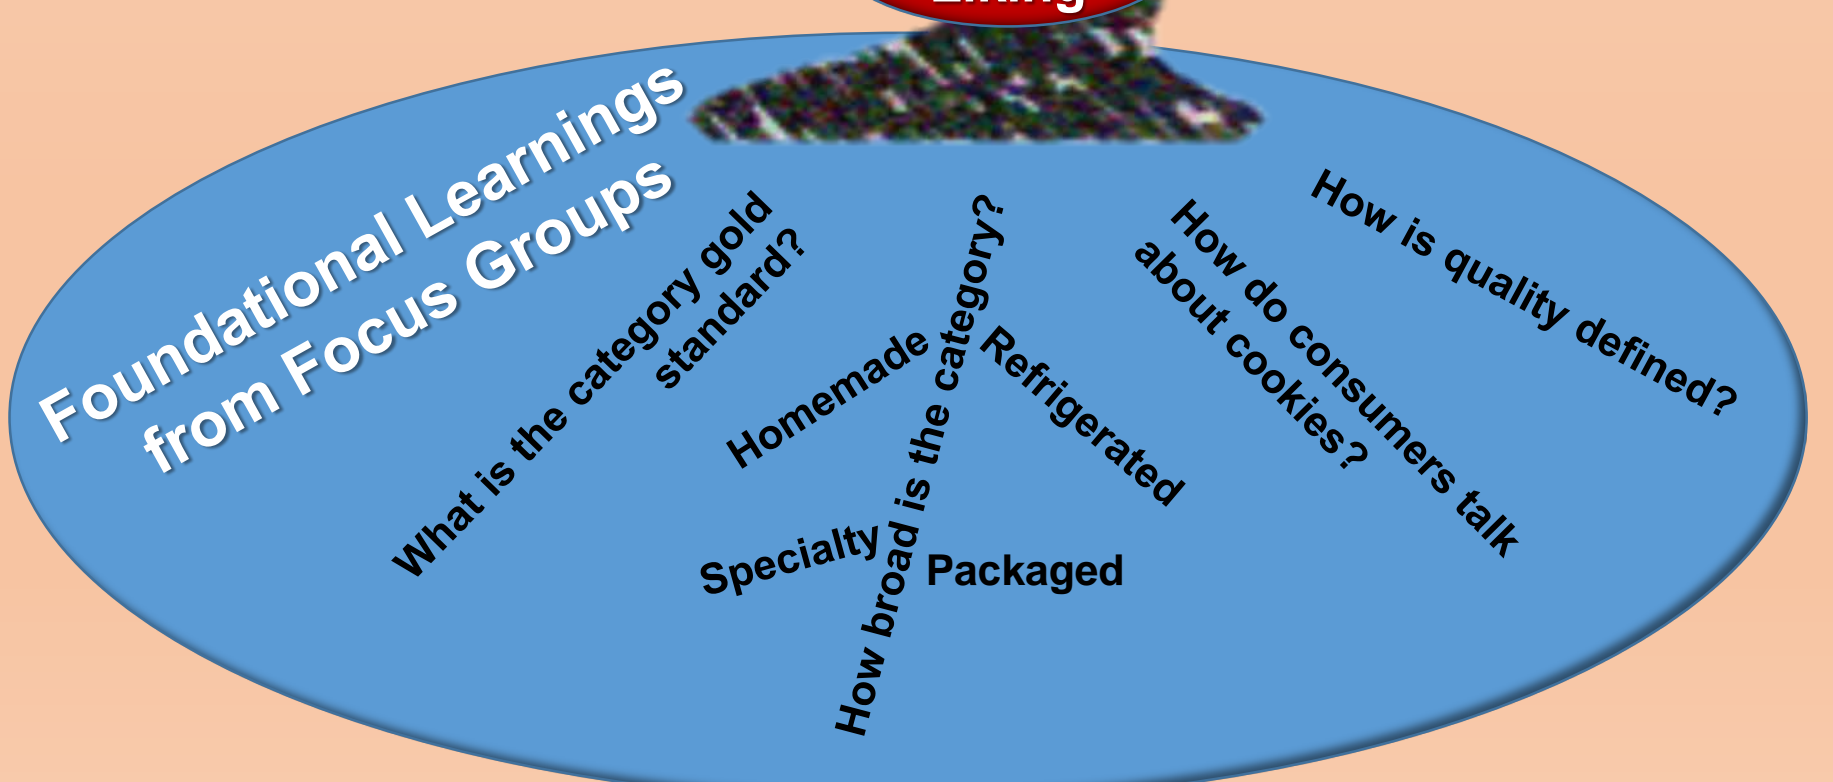 Foundational Learnings
from Focus Groups
What is the category gold
standard?
How broad is the category?
Homemade
Refrigerated
Specialty
Packaged
How do consumers talk
about cookies?
How is quality defined?